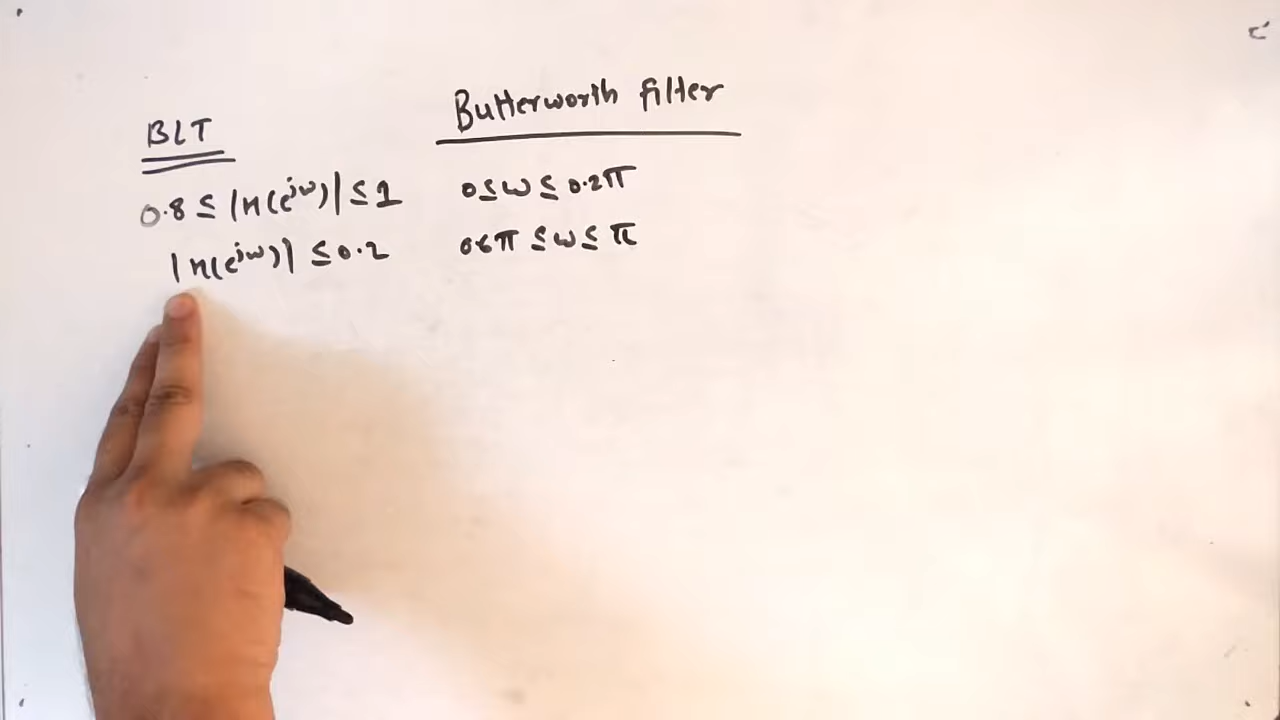 Butterworth filter
BLT
0.8 ≤ |H(e^jω)| ≤ 1 0 ≤ ω ≤ 0.2π
|H(e^jω)| ≤ 0.2 0.6π ≤ ω ≤ π